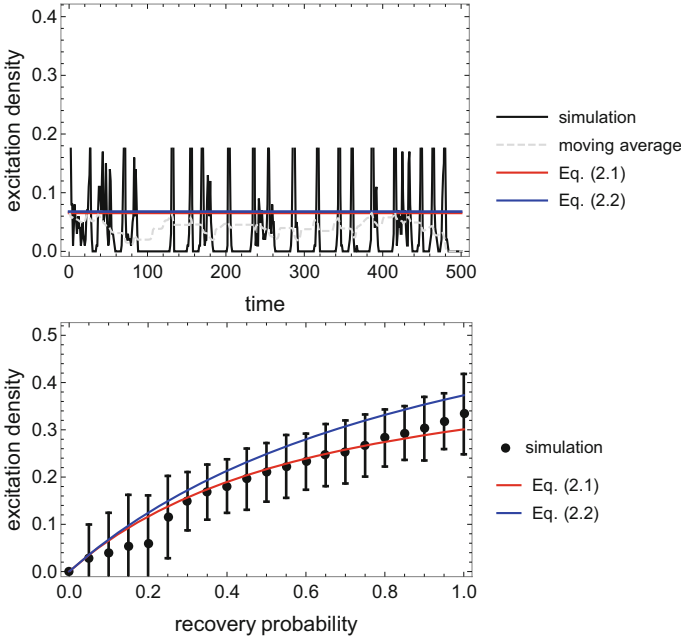 excitation density
0.4
0.3
0.2
0.1
0.0
0
100
200
300
400
500
time
simulation
moving average
Eq. (2.1)
Eq. (2.2)
excitation density
0.5
0.4
0.3
0.2
0.1
0.0
0.0
0.2
0.4
0.6
0.8
1.0
recovery probability
simulation
Eq. (2.1)
Eq. (2.2)